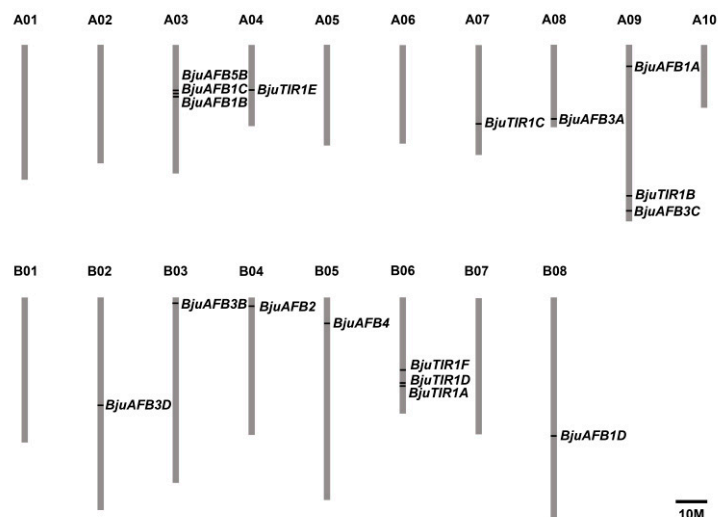 A01 A02 A03 A04 A05 A06 A07 A08 A09 A10
BjuAFB1A
BjuAFB5B
BjuAFB1C BjuTIR1E
BjuAFB1B
BjuTIR1C BjuAFB3A
BjuTIR1B
BjuAFB3C
B01 B02 B03 B04 B05 B06 B07 B08
BjuAFB3B BjuAFB2
BjuAFB4
BjuTIR1F
BjuTIR1D
BjuTIR1A
BjuAFB3D
BjuAFB1D
10M